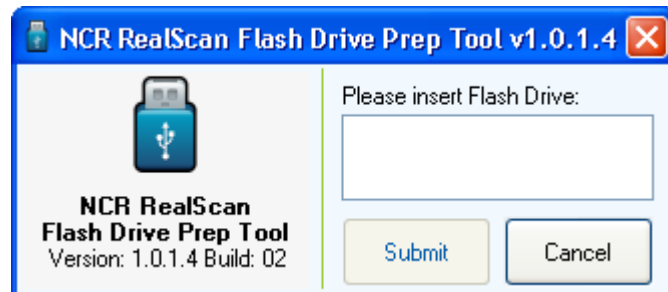 NCR RealScan Flash Drive Prep Tool v1.0.1.4
Please insert Flash Drive:
NCR RealScan
Flash Drive Prep Tool
Version: 1.0.1.4 Build: 02
Submit
Cancel